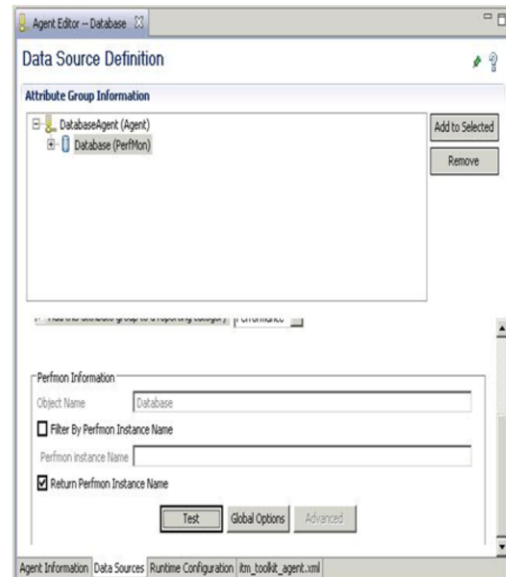 Agent Editor -- Database
Data Source Definition
Attribute Group Information
DatabaseAgent (Agent)
Database (PerfMon)
Add to Selected
Remove
Perfmon Information
Object Name
Database
Filter By Perfmon Instance Name
Perfmon instance Name
Return Perfmon Instance Name
Test
Global Options
Advanced
Agent Information
Data Sources
Runtime Configuration
itm_toolkit_agent.xml